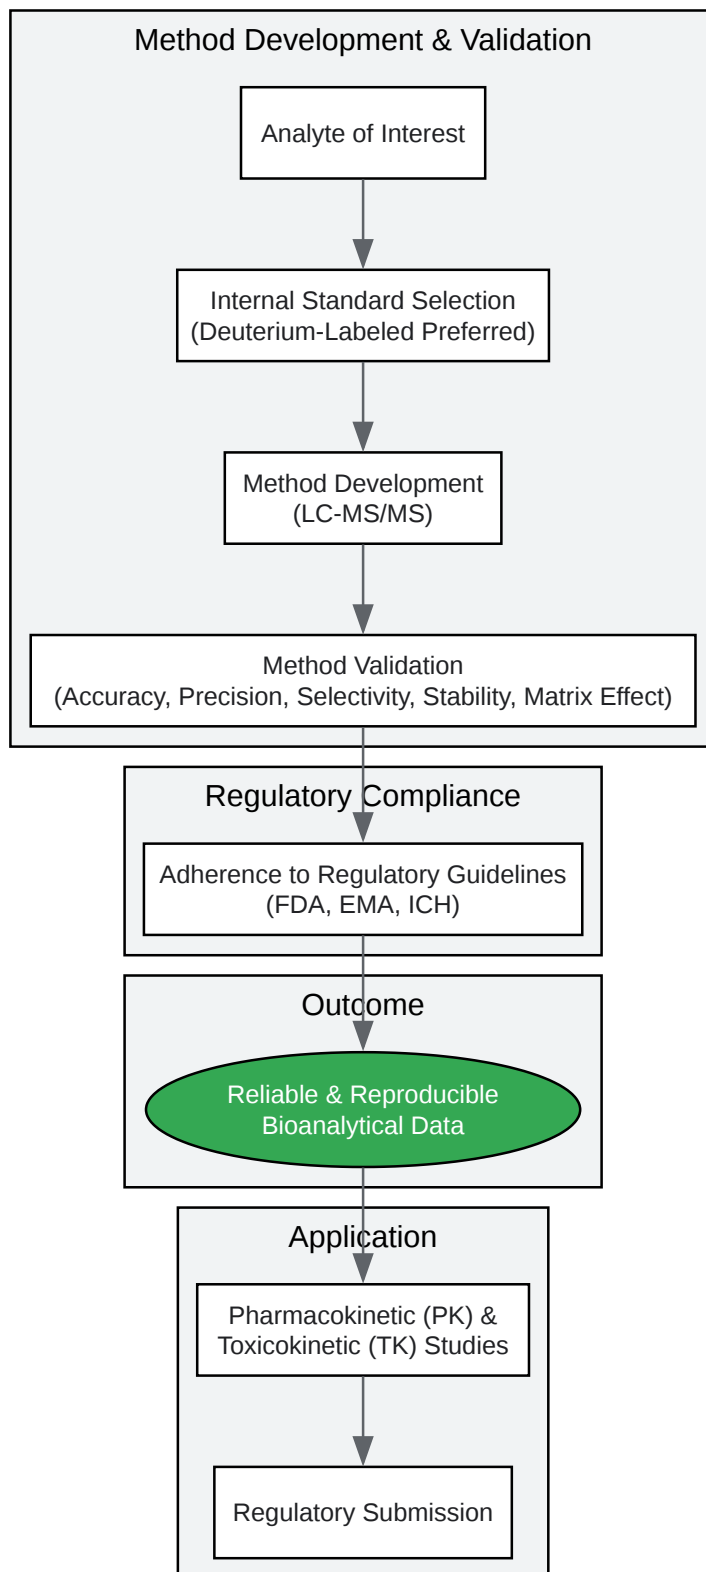 Method Development & Validation
Analyte of Interest
Internal Standard Selection
(Deuterium-Labeled Preferred)
Method Development
(LC-MS/MS)
Method Validation
(Accuracy, Precision, Selectivity, Stability, Matrix Effect)
Regulatory Compliance
Adherence to Regulatory Guidelines
(FDA, EMA, ICH)
Outcome
Reliable & Reproducible
Bioanalytical Data
Application
Pharmacokinetic (PK) &
Toxicokinetic (TK) Studies
Regulatory Submission